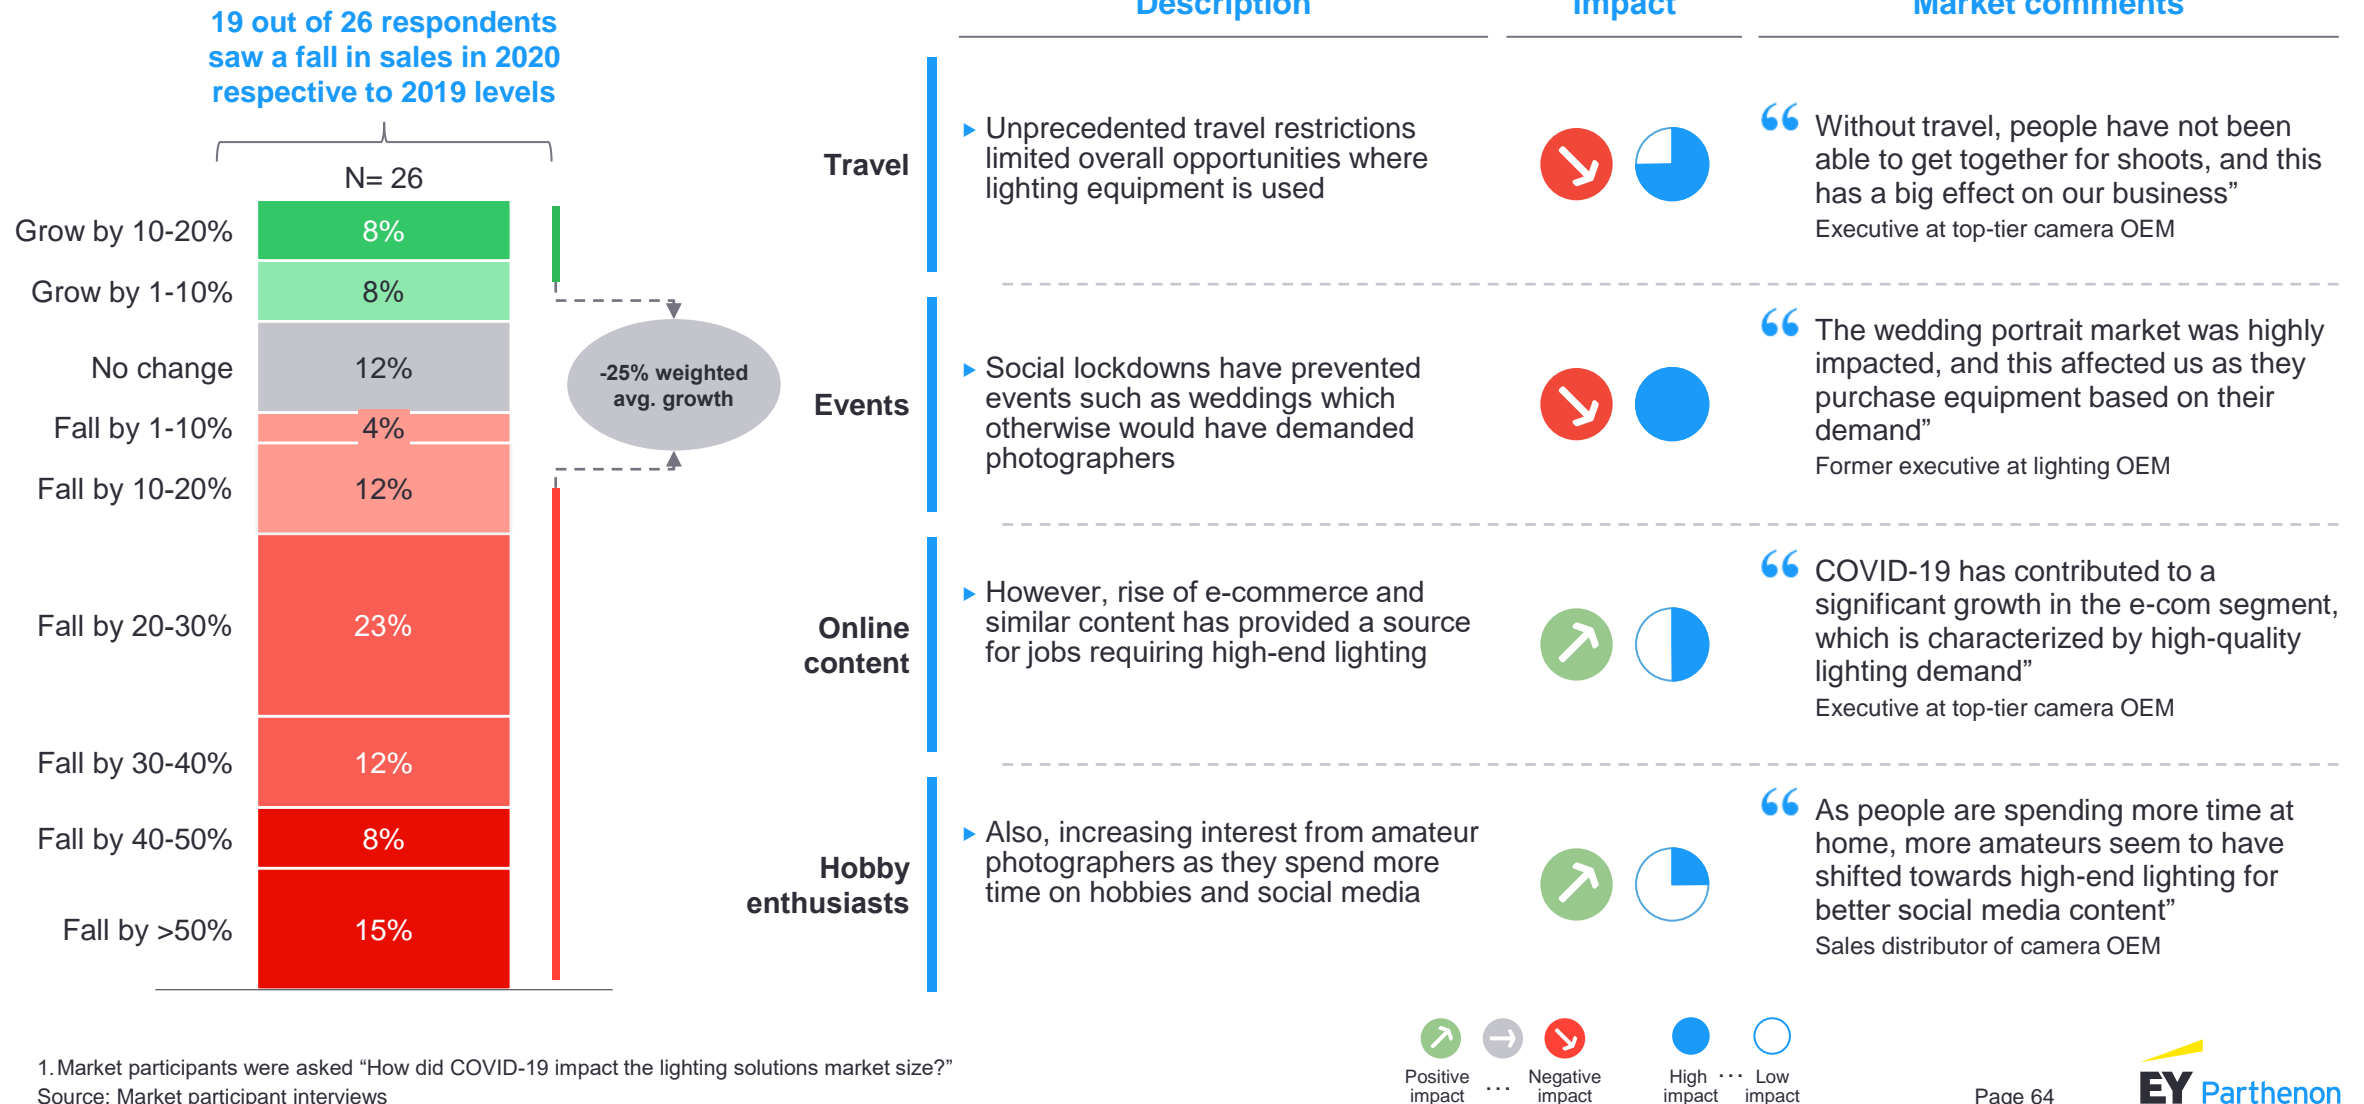 19 out of 26 respondents
saw a fall in sales in 2020
respective to 2019 levels
N= 26
Grow by 10-20%
8%
Grow by 1-10%
8%
No change
12%
Fall by 1-10%
4%
Fall by 10-20%
12%
Fall by 20-30%
23%
Fall by 30-40%
12%
Fall by 40-50%
8%
Fall by >50%
15%
-25% weighted
avg. growth
Description
Impact
Market comments
Travel
▸ Unprecedented travel restrictions
limited overall opportunities where
lighting equipment is used
“ Without travel, people have not been
able to get together for shoots, and this
has a big effect on our business”
Executive at top-tier camera OEM
Events
▸ Social lockdowns have prevented
events such as weddings which
otherwise would have demanded
photographers
“ The wedding portrait market was highly
impacted, and this affected us as they
purchase equipment based on their
demand”
Former executive at lighting OEM
Online
content
▸ However, rise of e-commerce and
similar content has provided a source
for jobs requiring high-end lighting
“ COVID-19 has contributed to a
significant growth in the e-com segment,
which is characterized by high-quality
lighting demand”
Executive at top-tier camera OEM
Hobby
enthusiasts
▸ Also, increasing interest from amateur
photographers as they spend more
time on hobbies and social media
“ As people are spending more time at
home, more amateurs seem to have
shifted towards high-end lighting for
better social media content”
Sales distributor of camera OEM
Positive
impact
...
Negative
impact
High
impact
...
Low
impact
1. Market participants were asked “How did COVID-19 impact the lighting solutions market size?”
Source: Market participant interviews
Page 64
EY Parthenon